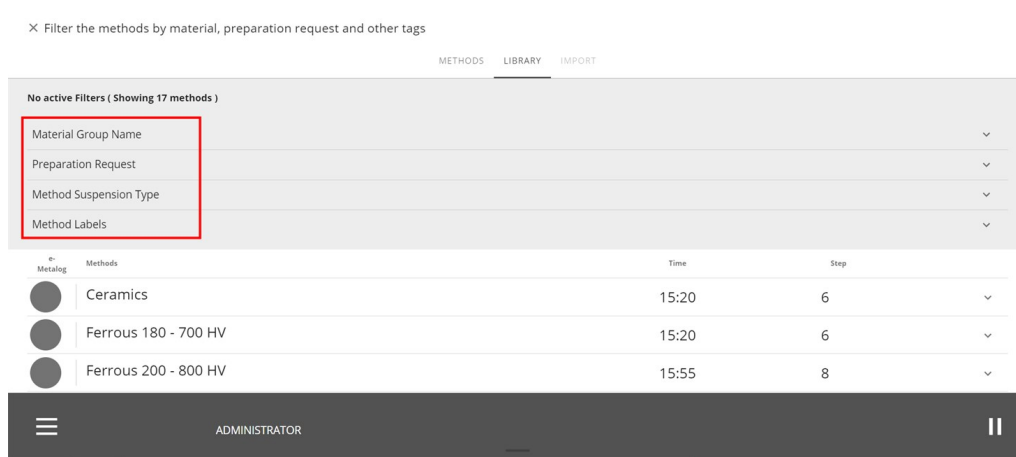 × Filter the methods by material, preparation request and other tags
METHODS LIBRARY IMPORT
No active Filters ( Showing 17 methods )
Material Group Name
Preparation Request
Method Suspension Type
Method Labels
e-Metalog Methods Time Step
Ceramics 15:20 6
Ferrous 180 - 700 HV 15:20 6
Ferrous 200 - 800 HV 15:55 8
ADMINISTRATOR